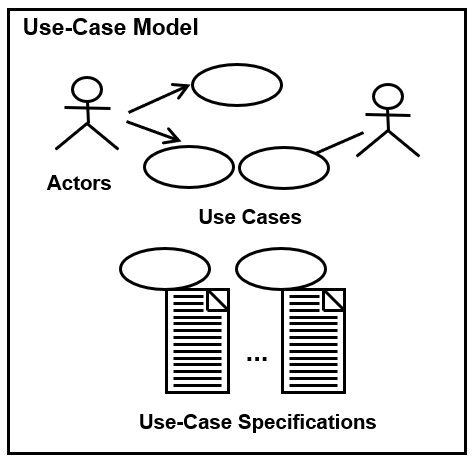 Use-Case Model
Actors
Use Cases
...
Use-Case Specifications